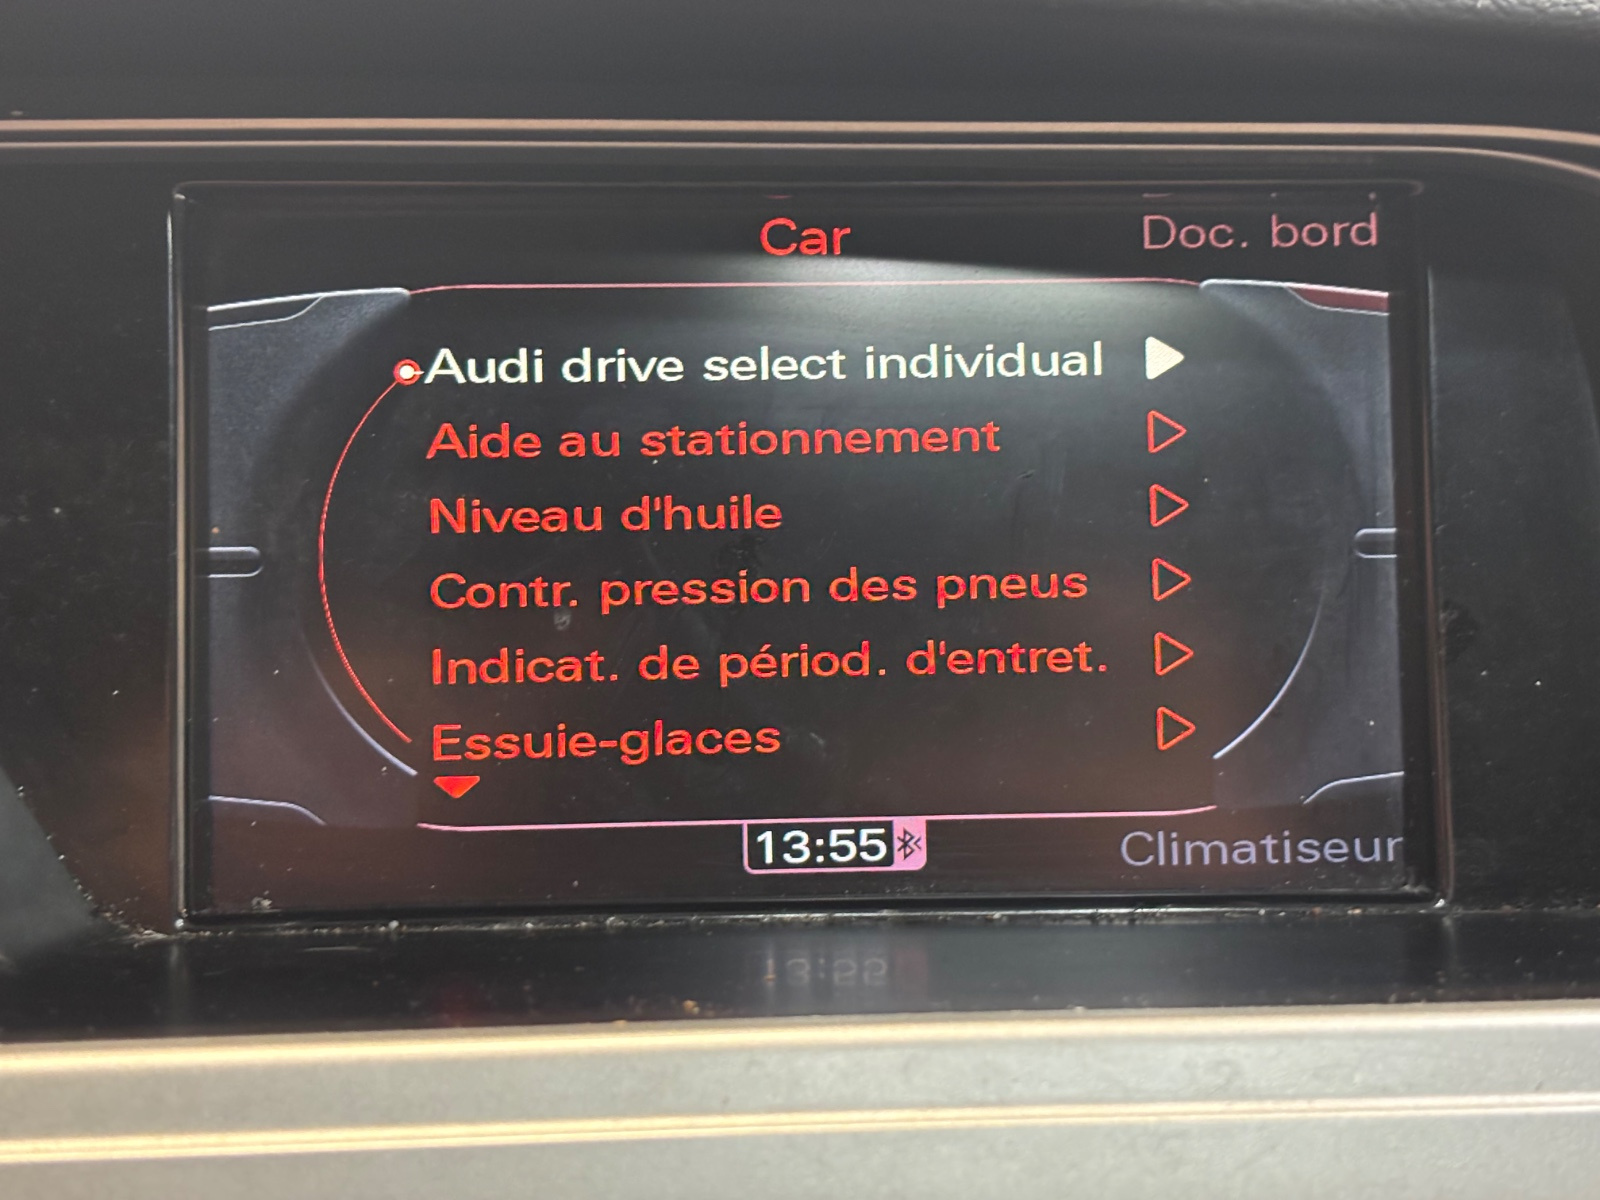 Car
Doc. bord
Audi drive select individual
Aide au stationnement
Niveau d'huile
Contr. pression des pneus
Indicat. de périod. d'entret.
Essuie-glaces
13:55
Climatiseur